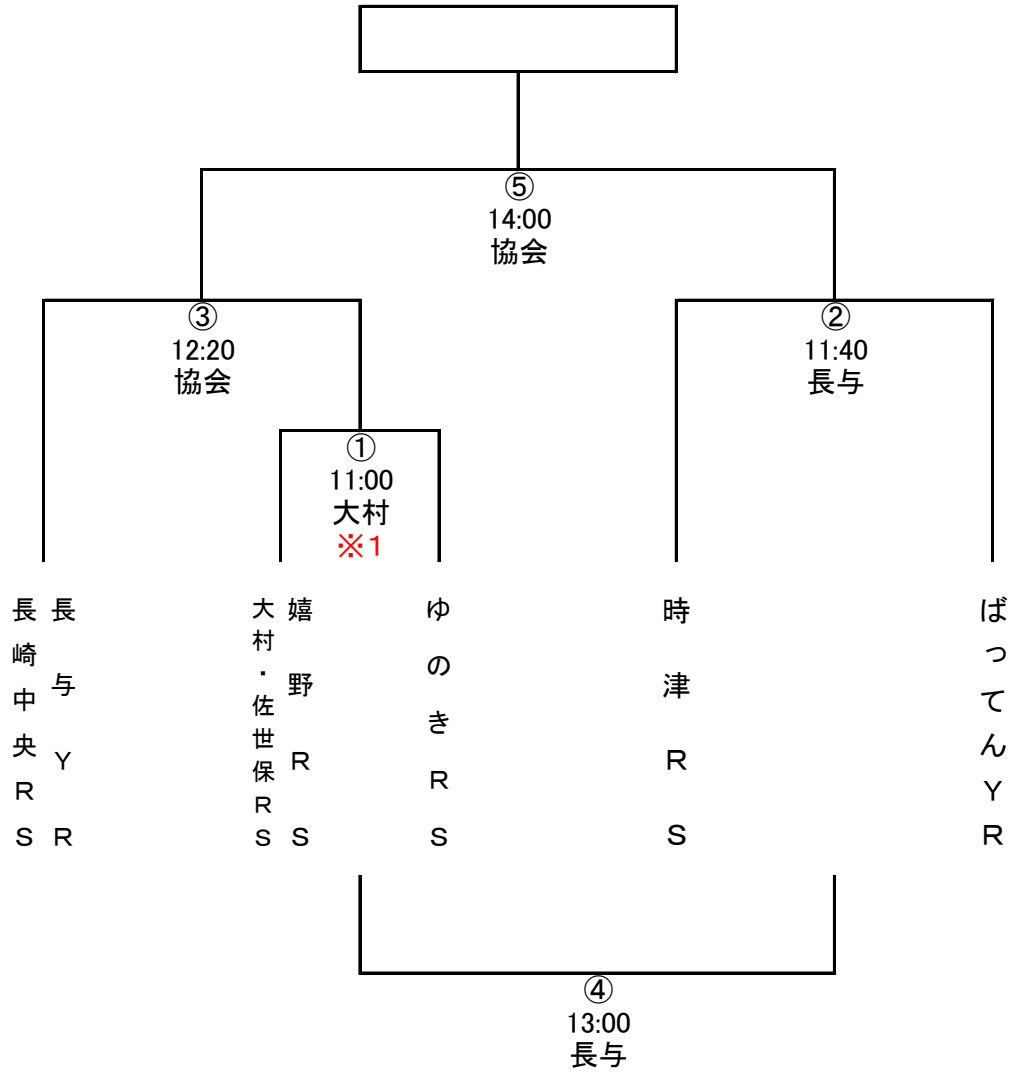 ⑤
14:00
協会
③
12:20
協会
②
11:40
長与
①
11:00
大村
※1
長崎中央RS
長与YR
大村・佐世保RS
嬉野RS
ゆのきRS
時津RS
ばってんYR
④
13:00
長与